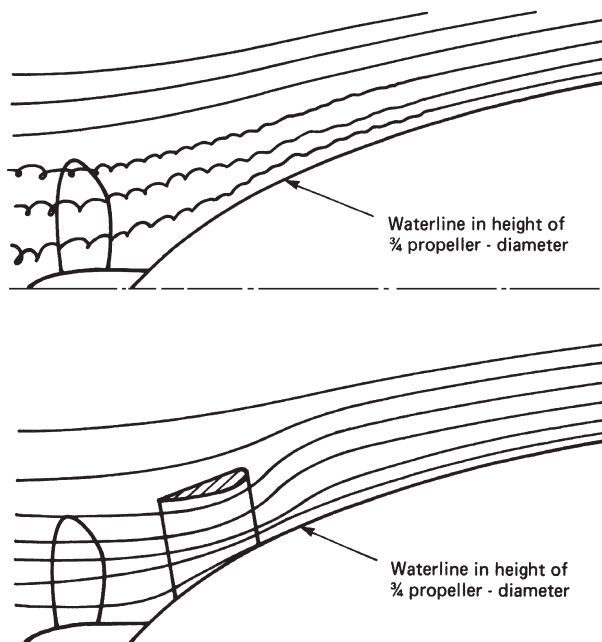 Waterline in height of
¾ propeller - diameter
Waterline in height of
¾ propeller - diameter